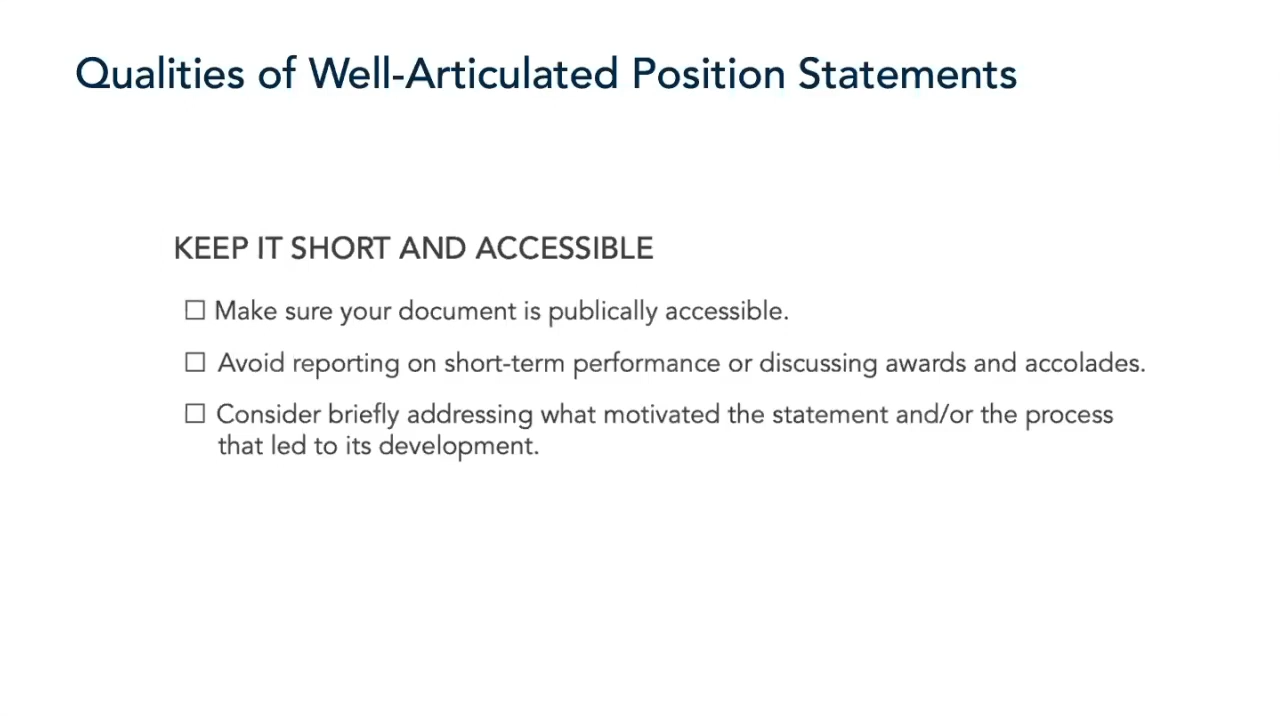 Qualities of Well-Articulated Position Statements
KEEP IT SHORT AND ACCESSIBLE
☐ Make sure your document is publically accessible.
☐ Avoid reporting on short-term performance or discussing awards and accolades.
☐ Consider briefly addressing what motivated the statement and/or the process
that led to its development.